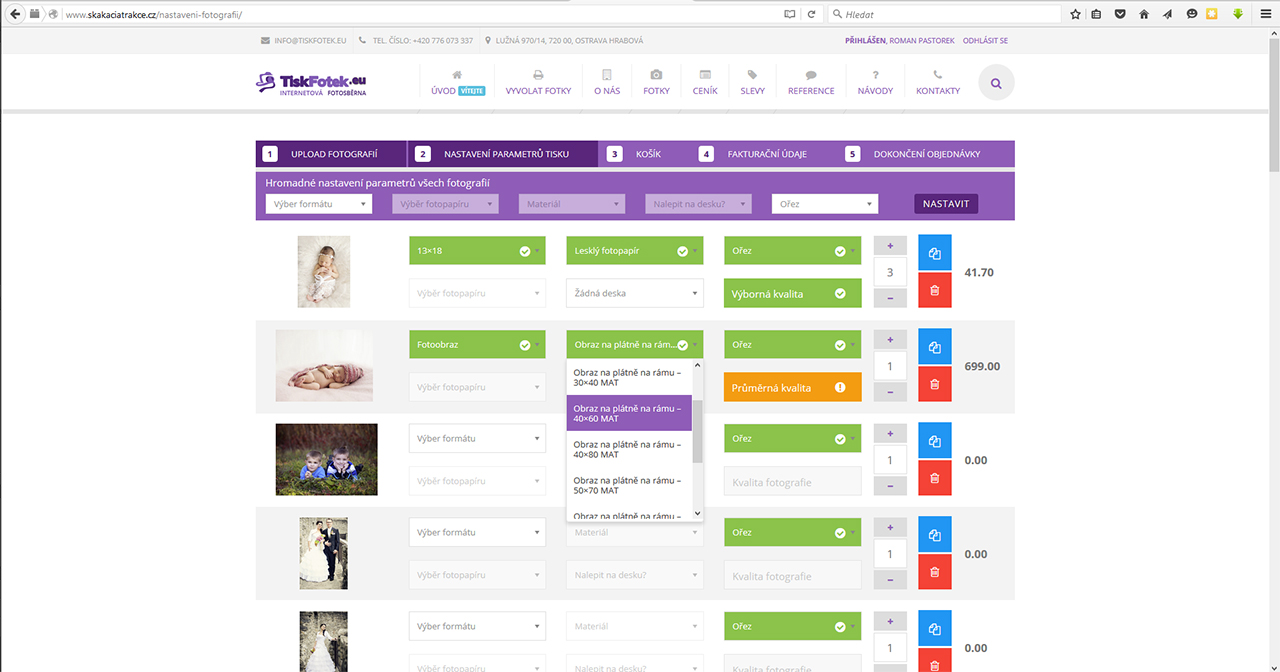 www.skakaciatrakce.cz/nastaveni-fotografii/
Hledat
INFO@TISKFOTEK.EU TEL. ČÍSLO: +420 776 073 337 LUŽNÁ 970/14, 720 00, OSTRAVA HRABOVÁ PŘIHLÁŠEN, ROMAN PASTOREK ODHLÁSIT SE
TiskFotek.eu
INTERNETOVÁ FOTOSBĚRNA
ÚVOD VÍTEJTE VYVOLAT FOTKY O NÁS FOTKY CENÍK SLEVY REFERENCE NÁVODY KONTAKTY
1 UPLOAD FOTOGRAFIÍ 2 NASTAVENÍ PARAMETRŮ TISKU 3 KOŠÍK 4 FAKTURAČNÍ ÚDAJE 5 DOKONČENÍ OBJEDNÁVKY
Hromadné nastavení parametrů všech fotografií
Výber formátu Výběr fotopapíru Materiál Nalepit na desku? Ořez NASTAVIT
13×18 Lesklý fotopapír Ořez +
3 41.70
Výběr fotopapíru Žádná deska Výborná kvalita −
Fotoobraz Obraz na plátně na rám... Ořez +
1 699.00
Výběr fotopapíru Průměrná kvalita −
Obraz na plátně na rámu –
30×40 MAT
Obraz na plátně na rámu –
40×60 MAT
Obraz na plátně na rámu –
40×80 MAT
Obraz na plátně na rámu –
50×70 MAT
Obraz na plátně na rámu –
Výber formátu Ořez +
1 0.00
Výběr fotopapíru Kvalita fotografie −
Výber formátu Materiál Ořez +
1 0.00
Výběr fotopapíru Nalepit na desku? Kvalita fotografie −
Výber formátu Materiál Ořez +
1 0.00
Výběr fotopapíru Nalepit na desku? Kvalita fotografie